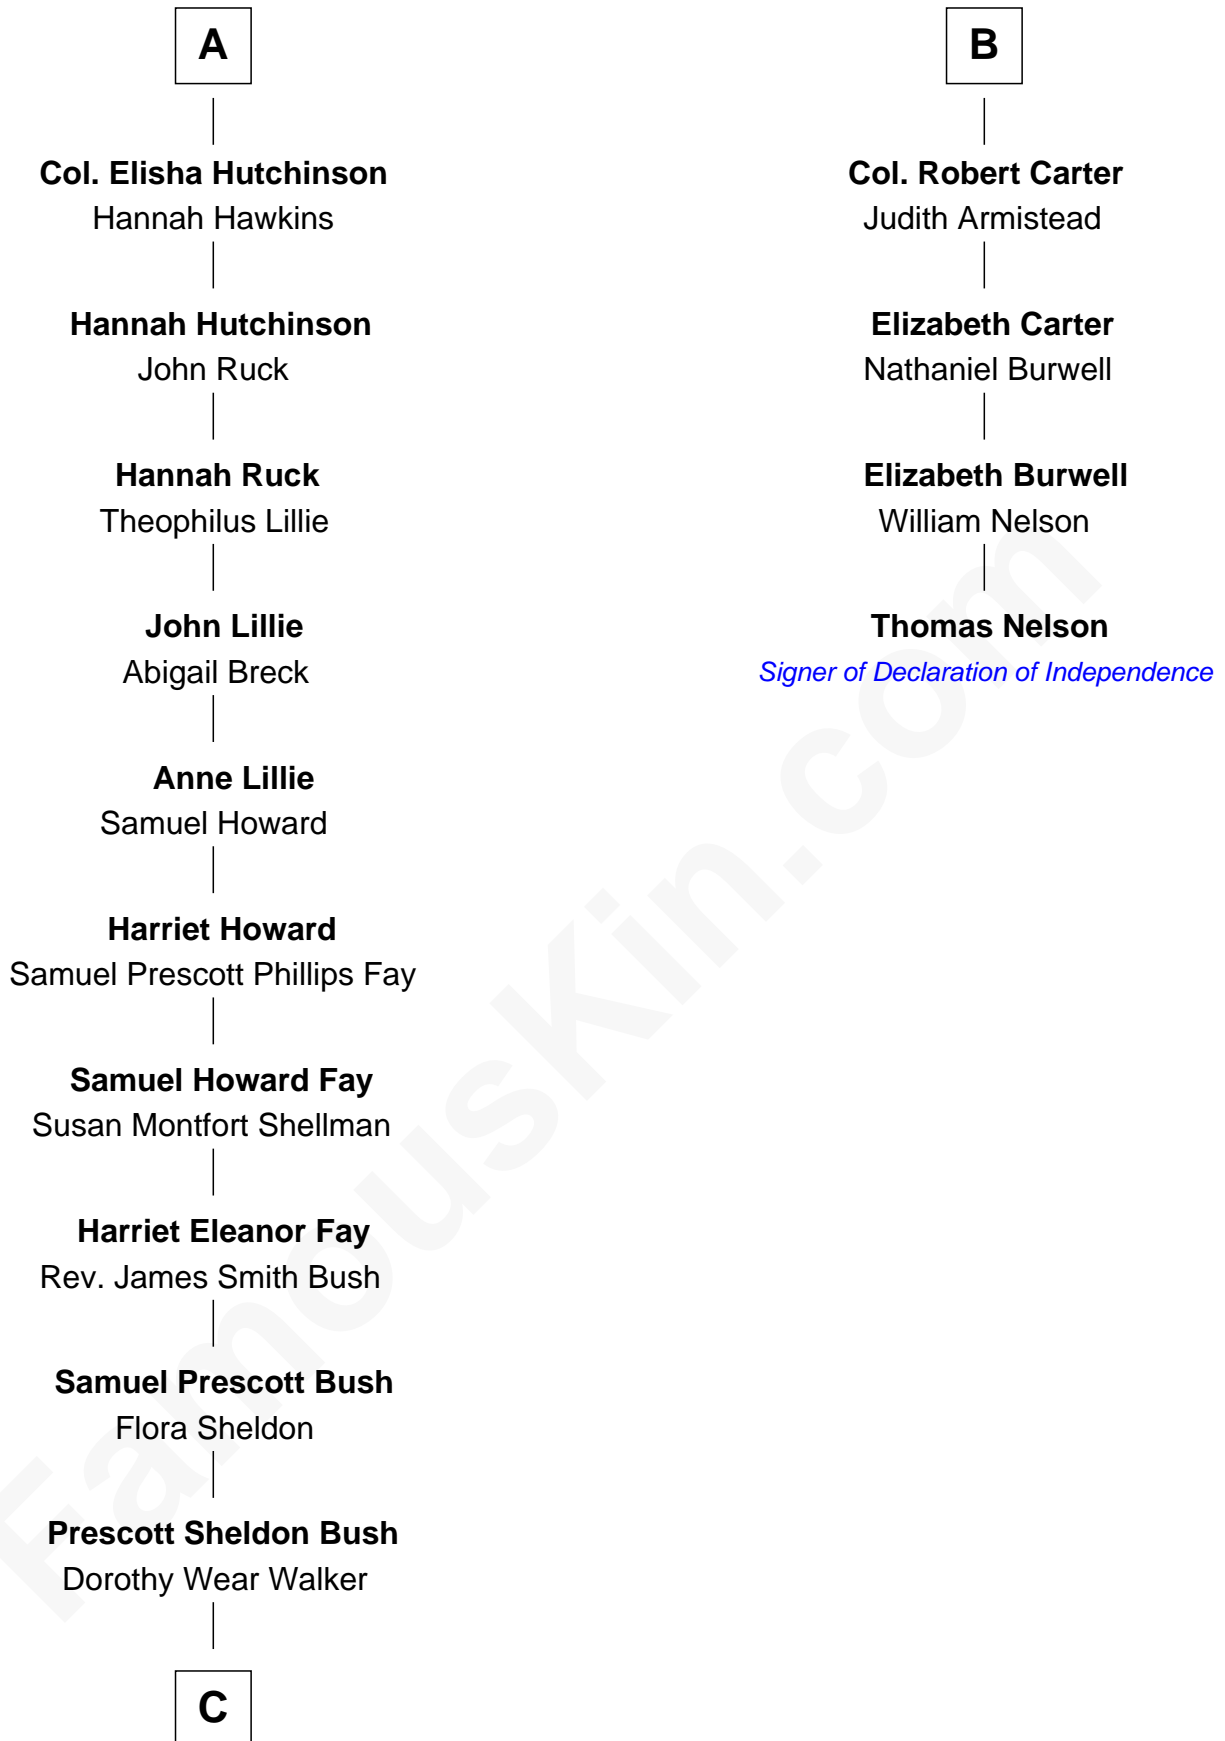 A
Col. Elisha Hutchinson
Hannah Hawkins
Hannah Hutchinson
John Ruck
Hannah Ruck
Theophilus Lillie
John Lillie
Abigail Breck
Anne Lillie
Samuel Howard
Harriet Howard
Samuel Prescott Phillips Fay
Samuel Howard Fay
Susan Montfort Shellman
Harriet Eleanor Fay
Rev. James Smith Bush
Samuel Prescott Bush
Flora Sheldon
Prescott Sheldon Bush
Dorothy Wear Walker
C
B
Col. Robert Carter
Judith Armistead
Elizabeth Carter
Nathaniel Burwell
Elizabeth Burwell
William Nelson
Thomas Nelson
Signer of Declaration of Independence
FamousKin.com